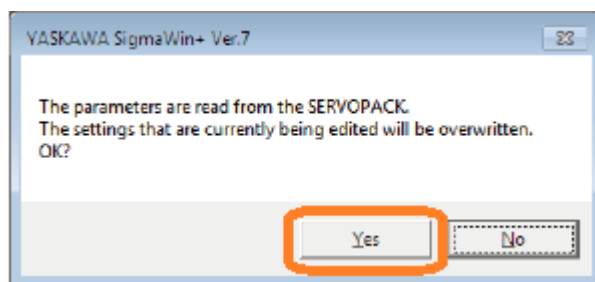 YASKAWA SigmaWin+ Ver.7
The parameters are read from the SERVOPACK.
The settings that are currently being edited will be overwritten.
OK?
Yes
No